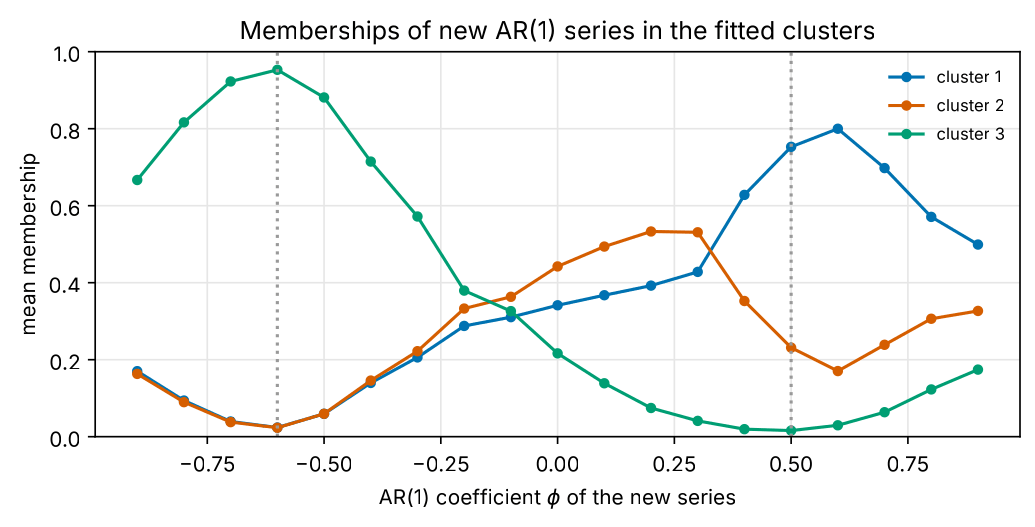 Memberships of new AR(1) series in the fitted clusters
cluster 1
cluster 2
cluster 3
mean membership
1.0
0.8
0.6
0.4
0.2
0.0
−0.75 −0.50 −0.25 0.00 0.25 0.50 0.75
AR(1) coefficient ϕ of the new series